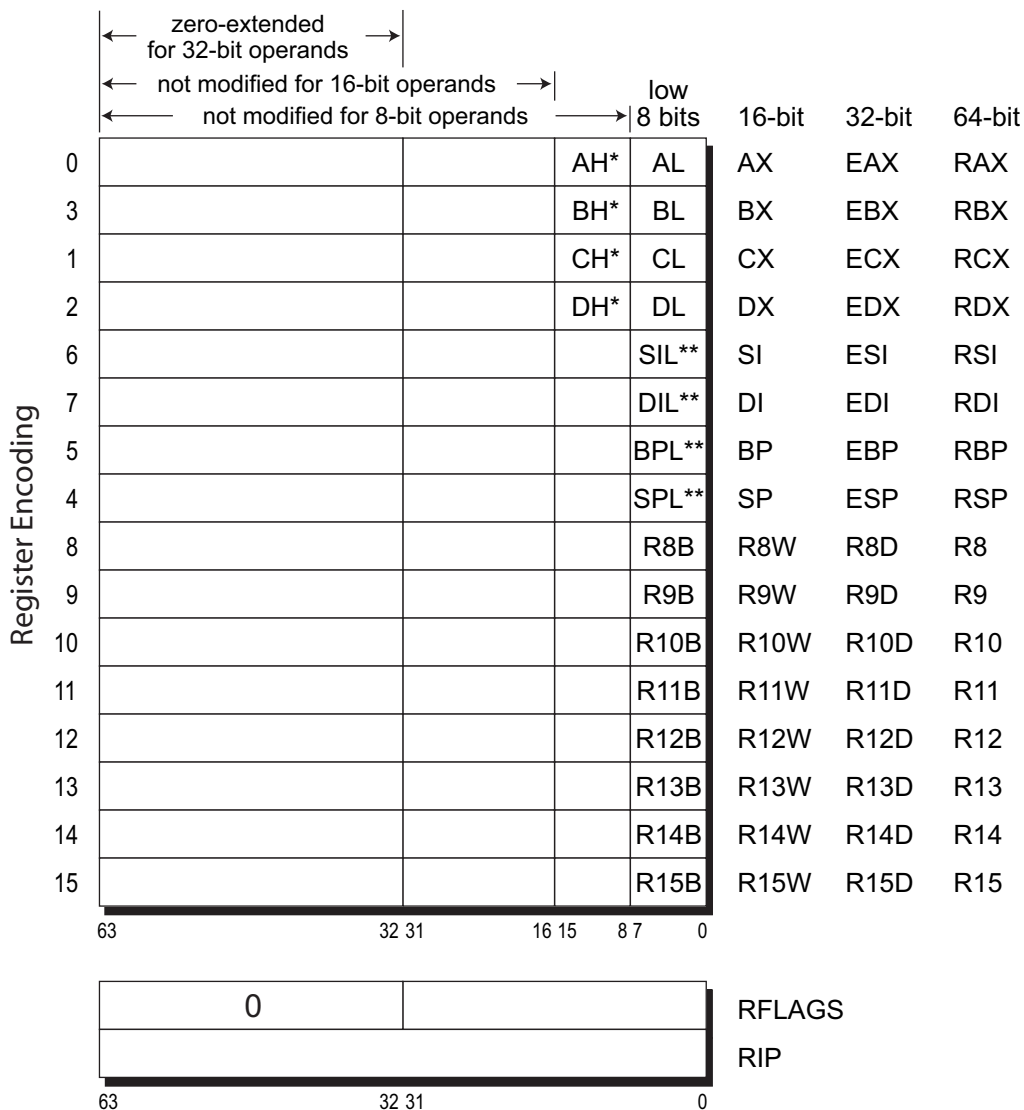 zero-extended
for 32-bit operands
not modified for 16-bit operands
low
not modified for 8-bit operands 8 bits 16-bit 32-bit 64-bit
Register Encoding
0 AH* AL AX EAX RAX
3 BH* BL BX EBX RBX
1 CH* CL CX ECX RCX
2 DH* DL DX EDX RDX
6 SIL** SI ESI RSI
7 DIL** DI EDI RDI
5 BPL** BP EBP RBP
4 SPL** SP ESP RSP
8 R8B R8W R8D R8
9 R9B R9W R9D R9
10 R10B R10W R10D R10
11 R11B R11W R11D R11
12 R12B R12W R12D R12
13 R13B R13W R13D R13
14 R14B R14W R14D R14
15 R15B R15W R15D R15
63 32 31 16 15 8 7 0
0 RFLAGS
RIP
63 32 31 0